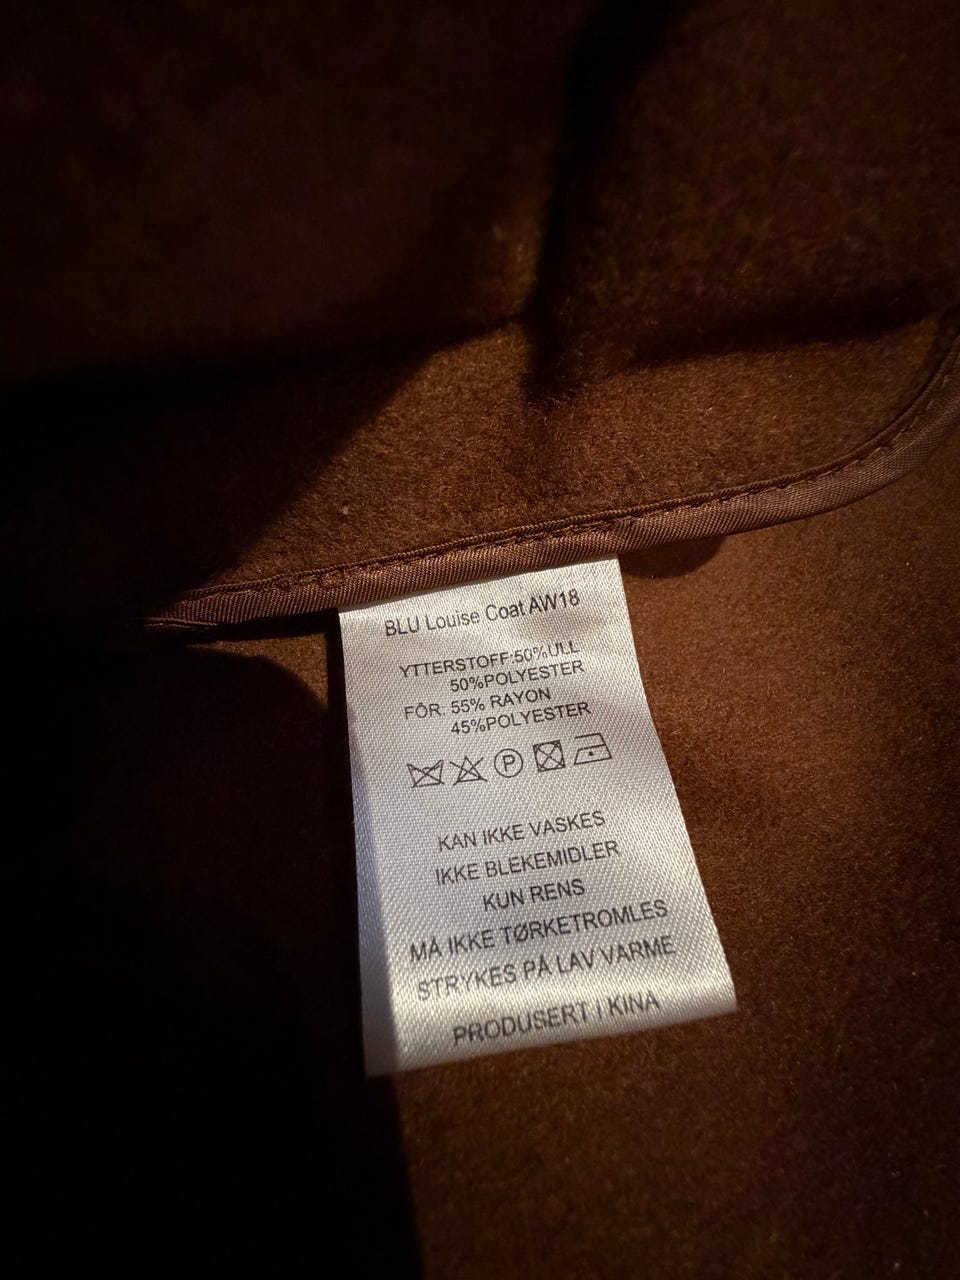 BLU Louise Coat AW18
YTTERSTOFF:50%ULL
50%POLYESTER
FÔR. 55% RAYON
45%POLYESTER
P
KAN IKKE VASKES
IKKE BLEKEMIDLER
KUN RENS
MÅ IKKE TØRKETROMLES
STRYKES PÅ LAV VARME
PRODUSERT I KINA